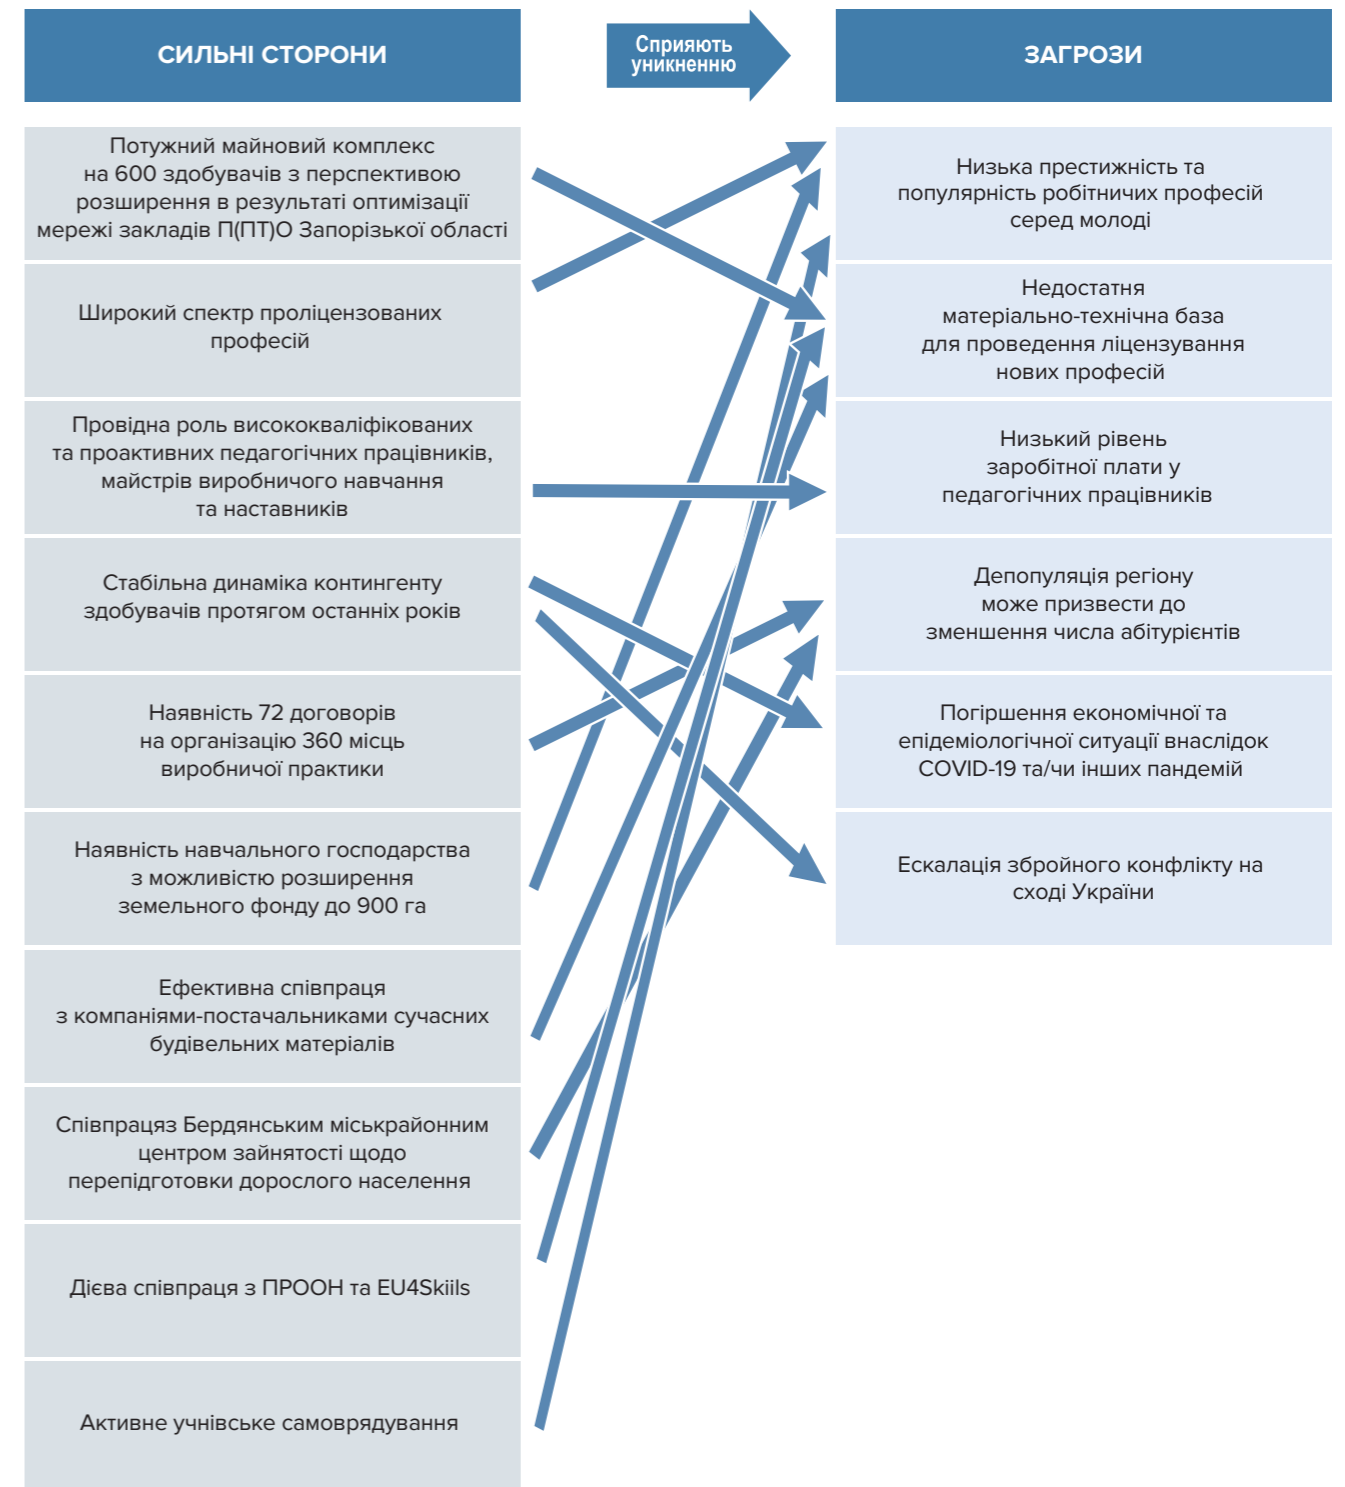 СИЛЬНІ СТОРОНИ
Сприяють
уникненню
ЗАГРОЗИ
Потужний майновий комплекс
на 600 здобувачів з перспективою
розширення в результаті оптимізації
мережі закладів П(ПТ)О Запорізької області
Широкий спектр проліцензованих
професій
Провідна роль висококваліфікованих
та проактивних педагогічних працівників,
майстрів виробничого навчання
та наставників
Стабільна динаміка контингенту
здобувачів протягом останніх років
Наявність 72 договорів
на організацію 360 місць
виробничої практики
Наявність навчального господарства
з можливістю розширення
земельного фонду до 900 га
Ефективна співпраця
з компаніями-постачальниками сучасних
будівельних матеріалів
Співпрацяз Бердянським міськрайонним
центром зайнятості щодо
перепідготовки дорослого населення
Дієва співпраця з ПРООН та EU4Skiils
Активне учнівське самоврядування
Низька престижність та
популярність робітничих професій
серед молоді
Недостатня
матеріально-технічна база
для проведення ліцензування
нових професій
Низький рівень
заробітної плати у
педагогічних працівників
Депопуляція регіону
може призвести до
зменшення числа абітурієнтів
Погіршення економічної та
епідеміологічної ситуації внаслідок
COVID-19 та/чи інших пандемій
Ескалація збройного конфлікту на
сході України